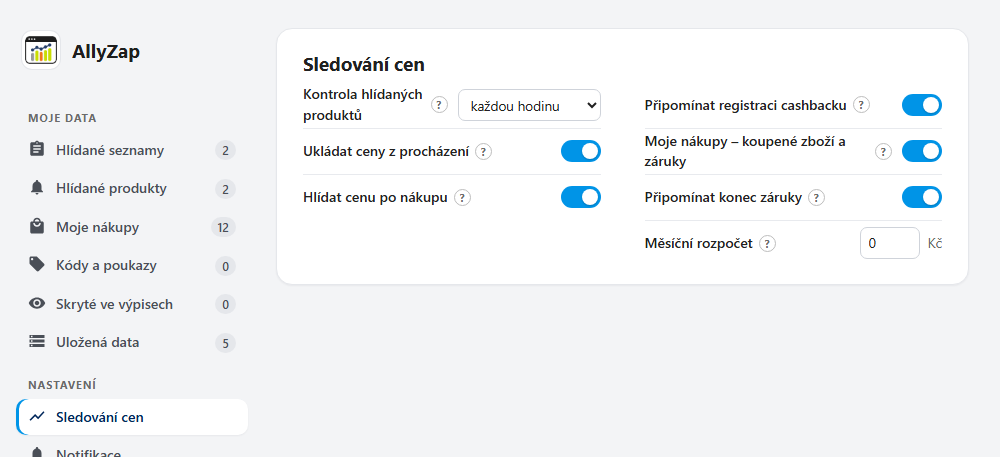 AllyZap
MOJE DATA
Hlídané seznamy 2
Hlídané produkty 2
Moje nákupy 12
Kódy a poukazy 0
Skryté ve výpisech 0
Uložená data 5
NASTAVENÍ
Sledování cen
Notifikace
Sledování cen
Kontrola hlídaných
produktů ? každou hodinu
Ukládat ceny z procházení ?
Hlídat cenu po nákupu ?
Připomínat registraci cashbacku ?
Moje nákupy – koupené zboží a
záruky ?
Připomínat konec záruky ?
Měsíční rozpočet ? 0 Kč